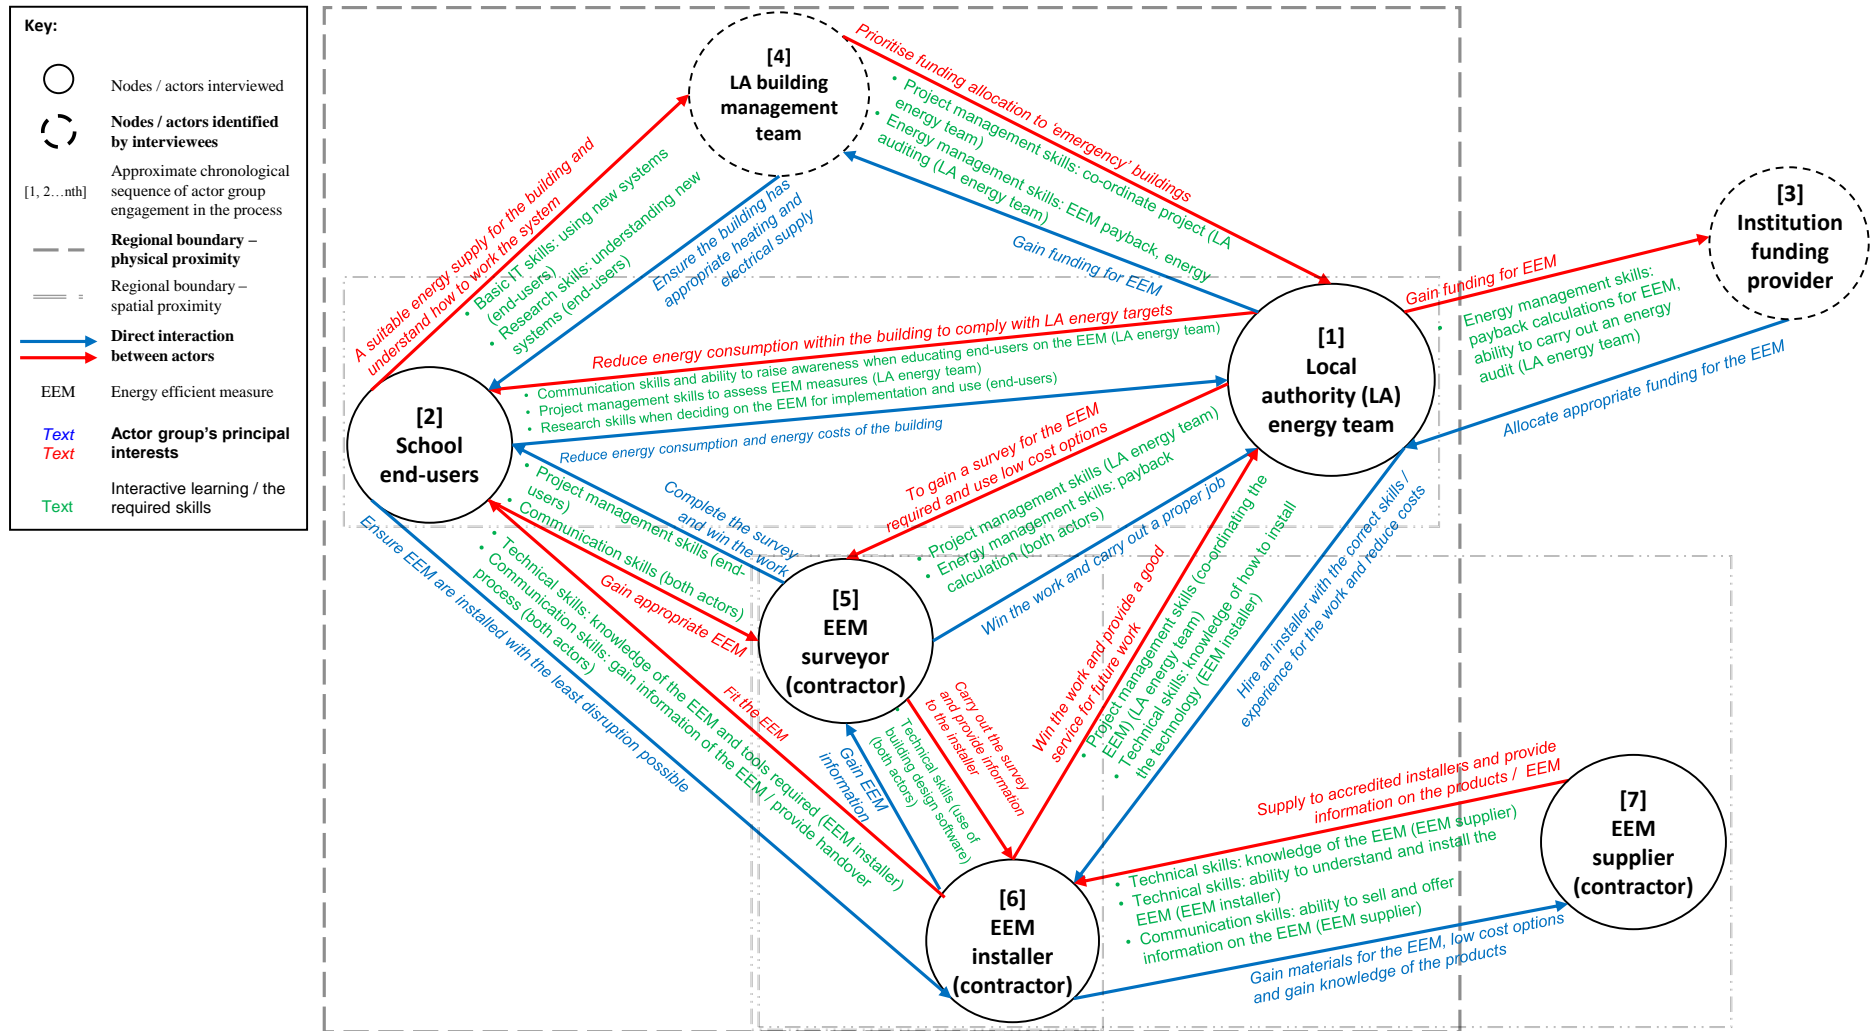 Key:
Nodes / actors interviewed
Nodes / actors identified
by interviewees
[1, 2…nth]
Approximate chronological
sequence of actor group
engagement in the process
Regional boundary –
physical proximity
Regional boundary –
spatial proximity
Direct interaction
between actors
EEM
Energy efficient measure
Text
Text
Actor group's principal
interests
Text
Interactive learning / the
required skills
[4]
LA building
management
team
Prioritise funding allocation to 'emergency' buildings
• Project management skills: co-ordinate project (LA
energy team)
• Energy management skills: EEM payback, energy
auditing (LA energy team)
Gain funding for EEM
A suitable energy supply for the building and
understand how to work the system
• Basic IT skills: using new systems
(end-users)
• Research skills: understanding new
systems (end-users)
Ensure the building has
appropriate heating and
electrical supply
[3]
Institution
funding
provider
Gain funding for EEM
• Energy management skills:
payback calculations for EEM,
ability to carry out an energy
audit (LA energy team)
Allocate appropriate funding for the EEM
[1]
Local
authority (LA)
energy team
Reduce energy consumption within the building to comply with LA energy targets
• Communication skills and ability to raise awareness when educating end-users on the EEM (LA energy team)
• Project management skills to assess EEM measures (LA energy team)
• Research skills when deciding on the EEM for implementation and use (end-users)
Reduce energy consumption and energy costs of the building
[2]
School
end-users
To gain a survey for the EEM
required and use low cost options
• Project management skills (LA energy team)
• Energy management skills: payback
calculation (both actors)
Win the work and carry out a proper job
Complete the survey
and win the work
• Project management skills (end-
users)
• Communication skills (both actors)
Gain appropriate EEM
[5]
EEM
surveyor
(contractor)
Ensure EEM are installed with the least disruption possible
• Technical skills: knowledge of the EEM and tools required (EEM installer)
• Communication skills: gain information of the EEM / provide handover
process (both actors)
Fit the EEM
Gain EEM
information
• Technical skills (use of
building design software)
(both actors)
Carry out the survey
and provide information
to the installer
Win the work and provide a good
service for future work
• Project management skills (co-ordinating the
EEM) (LA energy team)
• Technical skills: knowledge of how to install
the technology (EEM installer)
Hire an installer with the correct skills /
experience for the work and reduce costs
[6]
EEM
installer
(contractor)
Supply to accredited installers and provide
information on the products / EEM
• Technical skills: knowledge of the EEM (EEM supplier)
• Technical skills: ability to understand and install the
EEM (EEM installer)
• Communication skills: ability to sell and offer
information on the EEM (EEM supplier)
Gain materials for the EEM, low cost options
and gain knowledge of the products
[7]
EEM
supplier
(contractor)